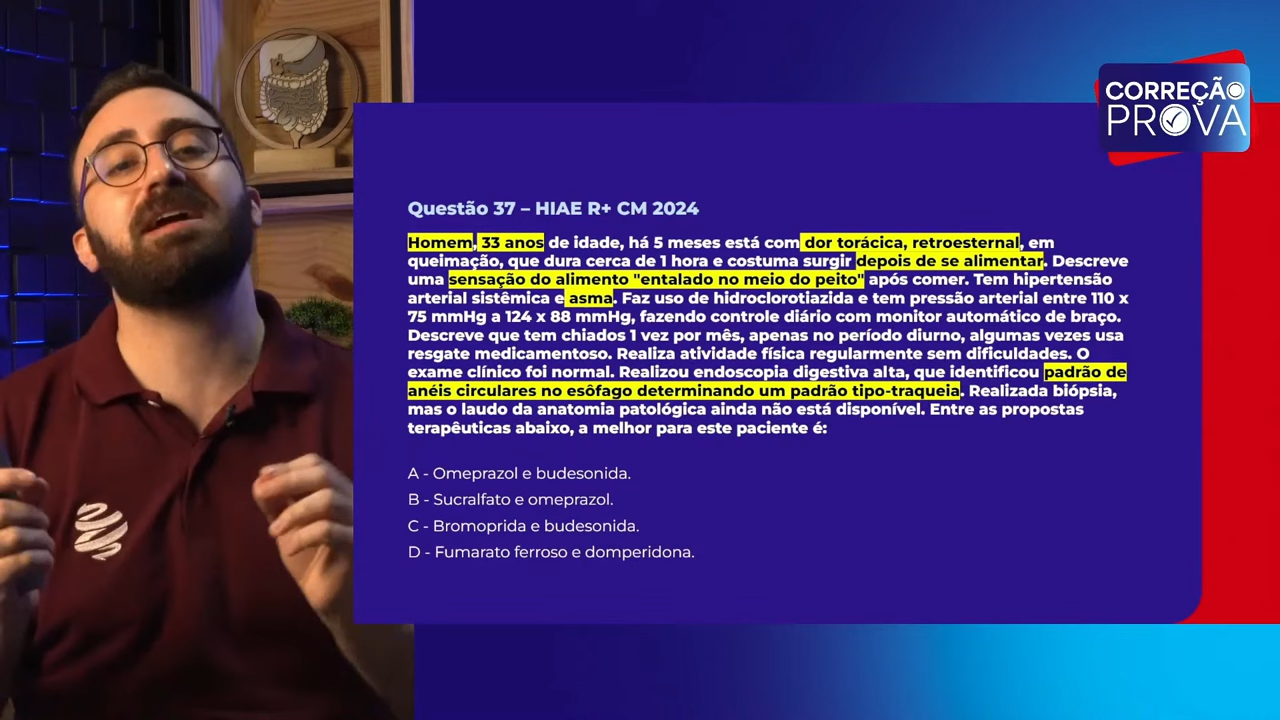 CORREÇÃO
PROVA
Questão 37 – HIAE R+ CM 2024
Homem, 33 anos de idade, há 5 meses está com dor torácica, retroesternal, em
queimação, que dura cerca de 1 hora e costuma surgir depois de se alimentar. Descreve
uma sensação do alimento "entalado no meio do peito" após comer. Tem hipertensão
arterial sistêmica e asma. Faz uso de hidroclorotiazida e tem pressão arterial entre 110 x
75 mmHg a 124 x 88 mmHg, fazendo controle diário com monitor automático de braço.
Descreve que tem chiados 1 vez por mês, apenas no período diurno, algumas vezes usa
resgate medicamentoso. Realiza atividade física regularmente sem dificuldades. O
exame clínico foi normal. Realizou endoscopia digestiva alta, que identificou padrão de
anéis circulares no esôfago determinando um padrão tipo-traqueia. Realizada biópsia,
mas o laudo da anatomia patológica ainda não está disponível. Entre as propostas
terapêuticas abaixo, a melhor para este paciente é:
A - Omeprazol e budesonida.
B - Sucralfato e omeprazol.
C - Bromoprida e budesonida.
D - Fumarato ferroso e domperidona.